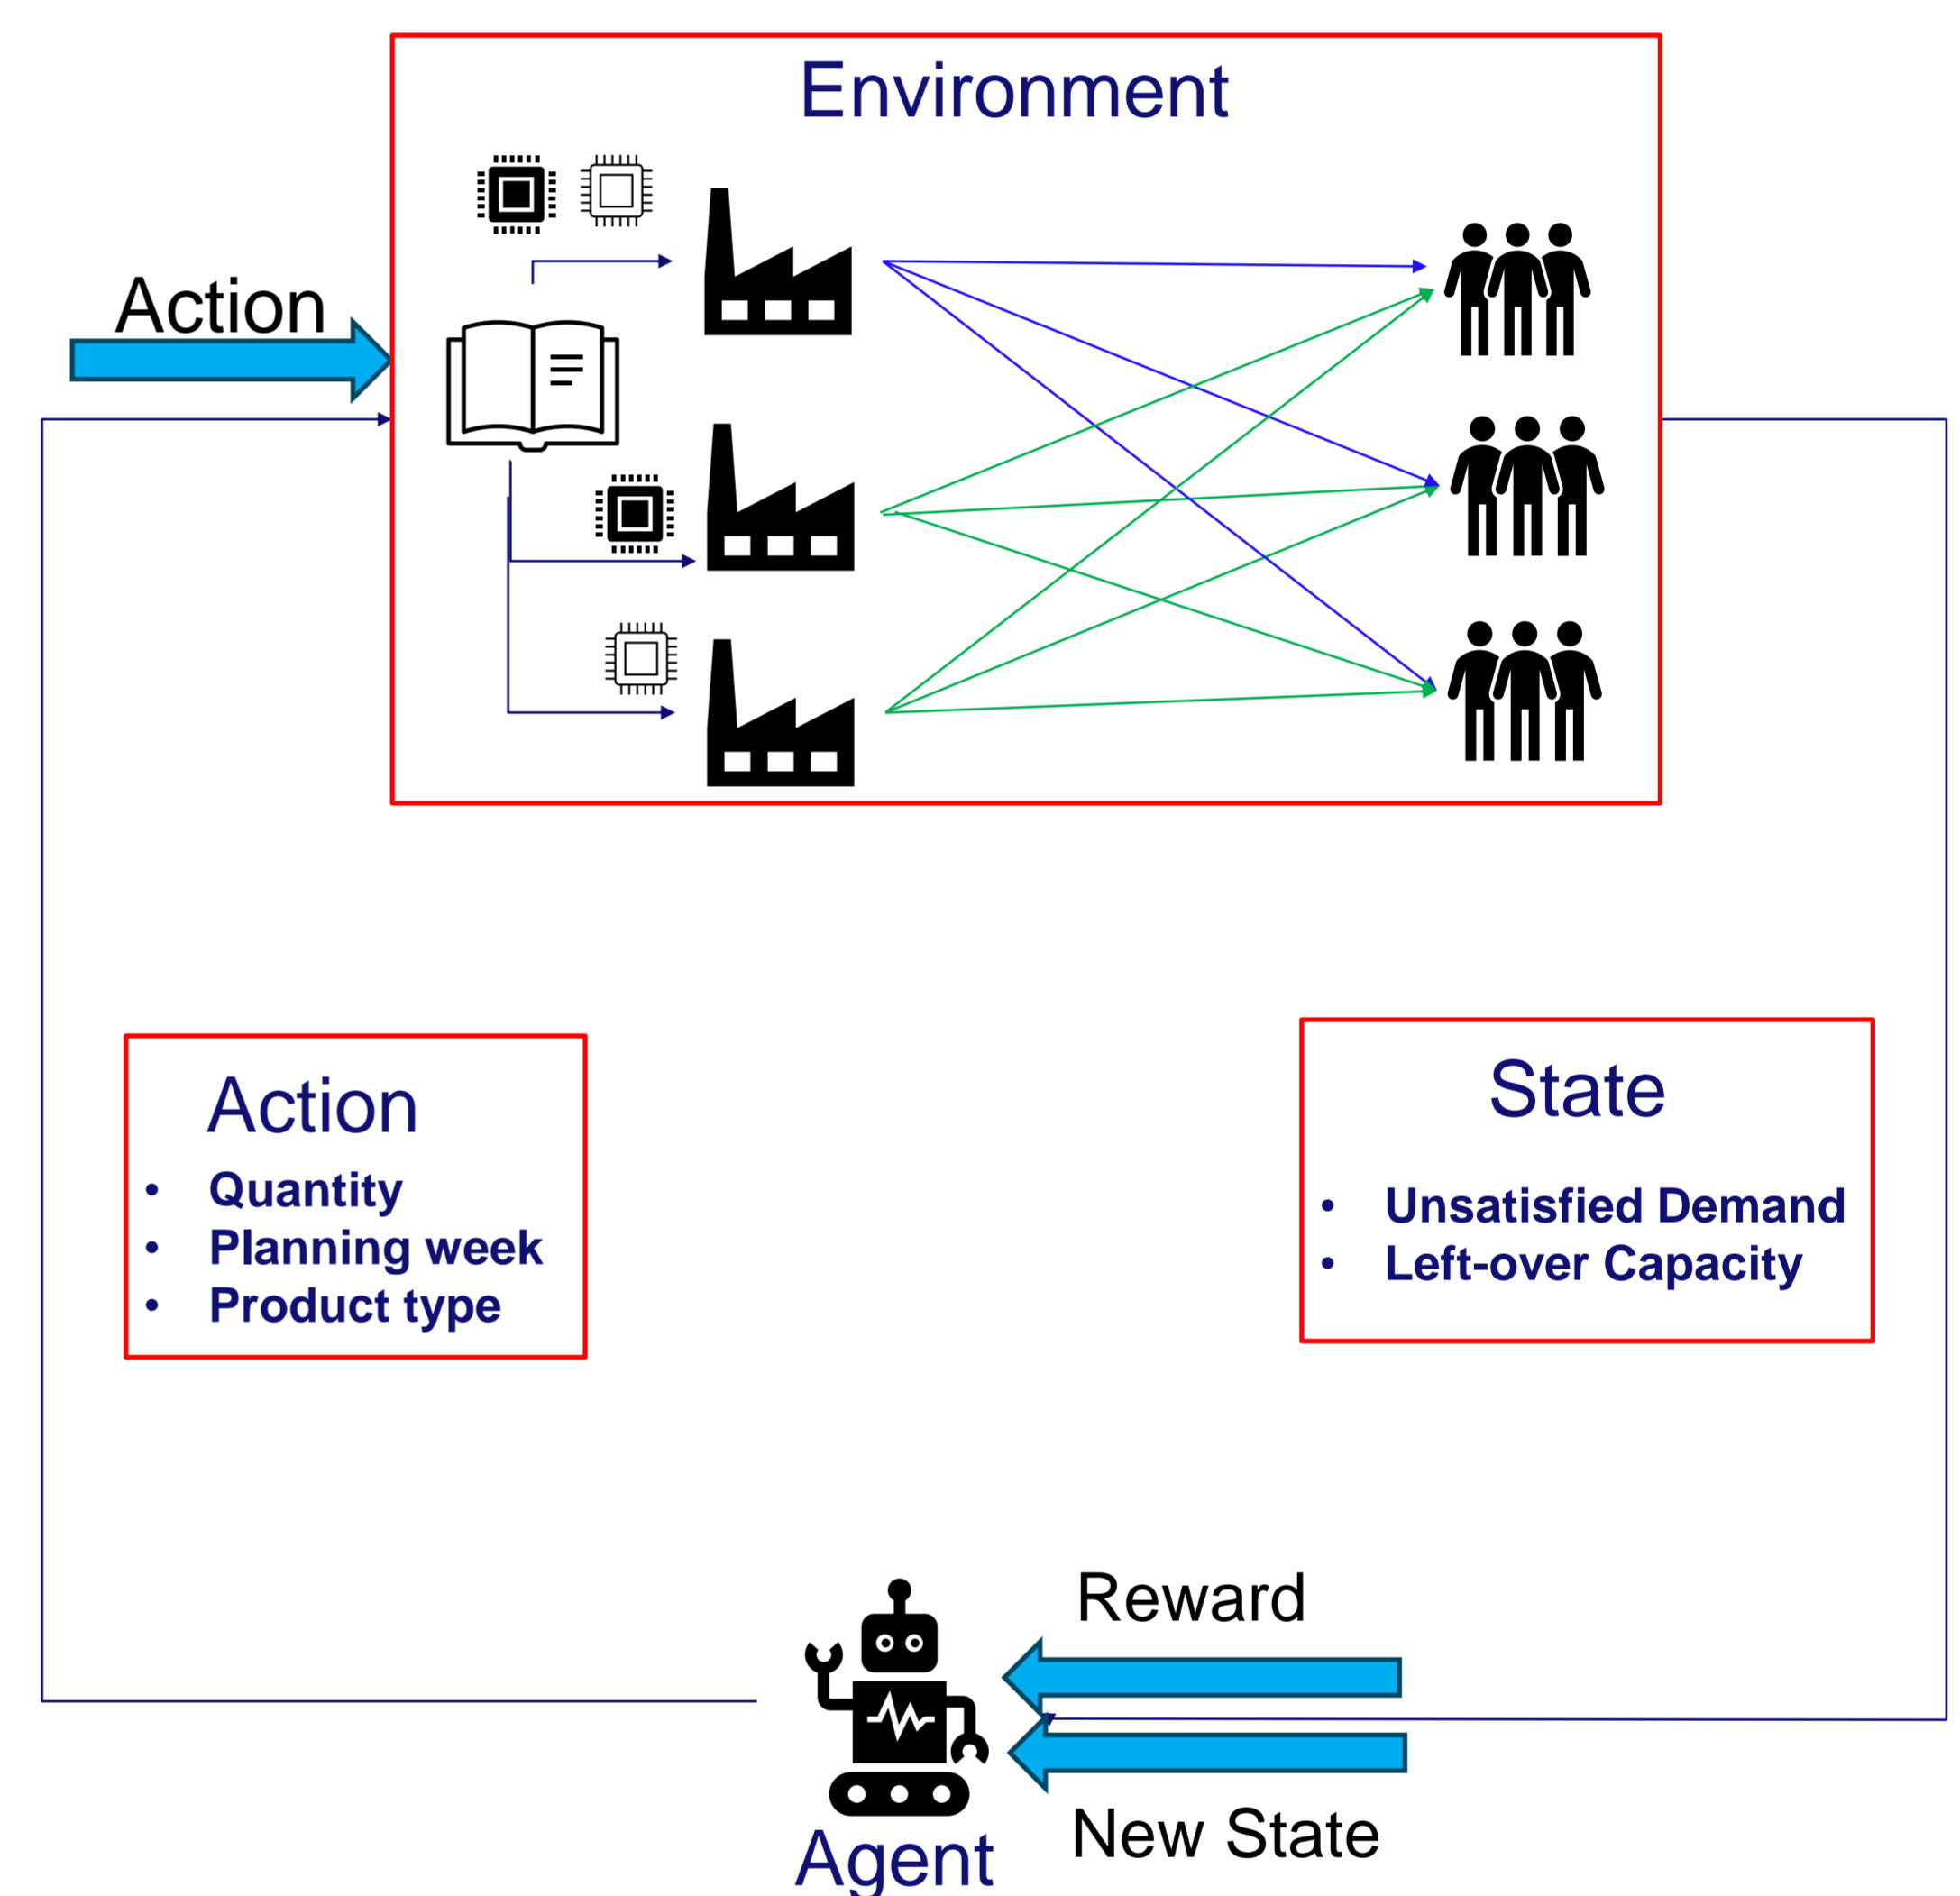 Environment
Action
Action
• Quantity
• Planning week
• Product type
State
• Unsatisfied Demand
• Left-over Capacity
Reward
New State
Agent